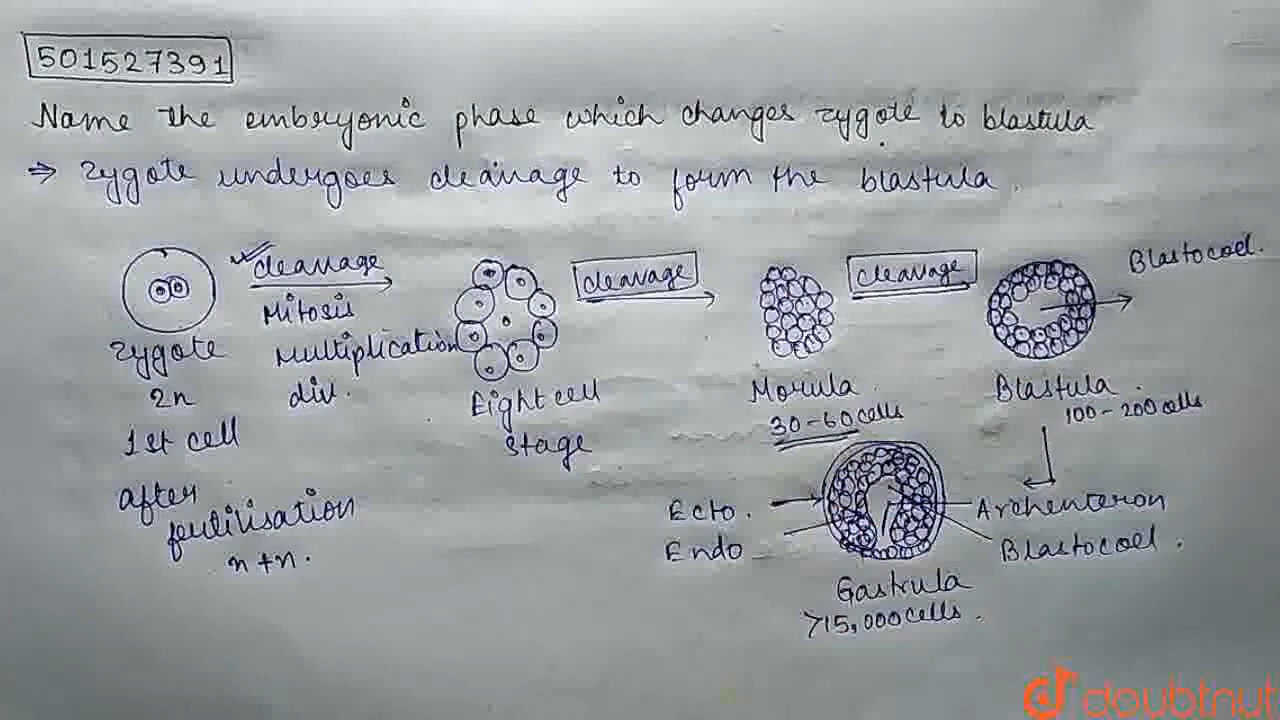 501527391
Name the embryonic phase which changes zygote to blastula
⇒ Zygote undergoes cleavage to form the blastula.
cleavage
cleavage
cleavage
Blastocoel.
Mitosis
Multiplication
div.
Zygote
2n
1st cell
after
fertilisation
n+n.
Eight cell
stage
Morula.
30-60 cells
Blastula.
100-200 cells
Ecto.
Endo
Archenteron
Blastocoel.
Gastrula
>15,000 cells.
doubtnut